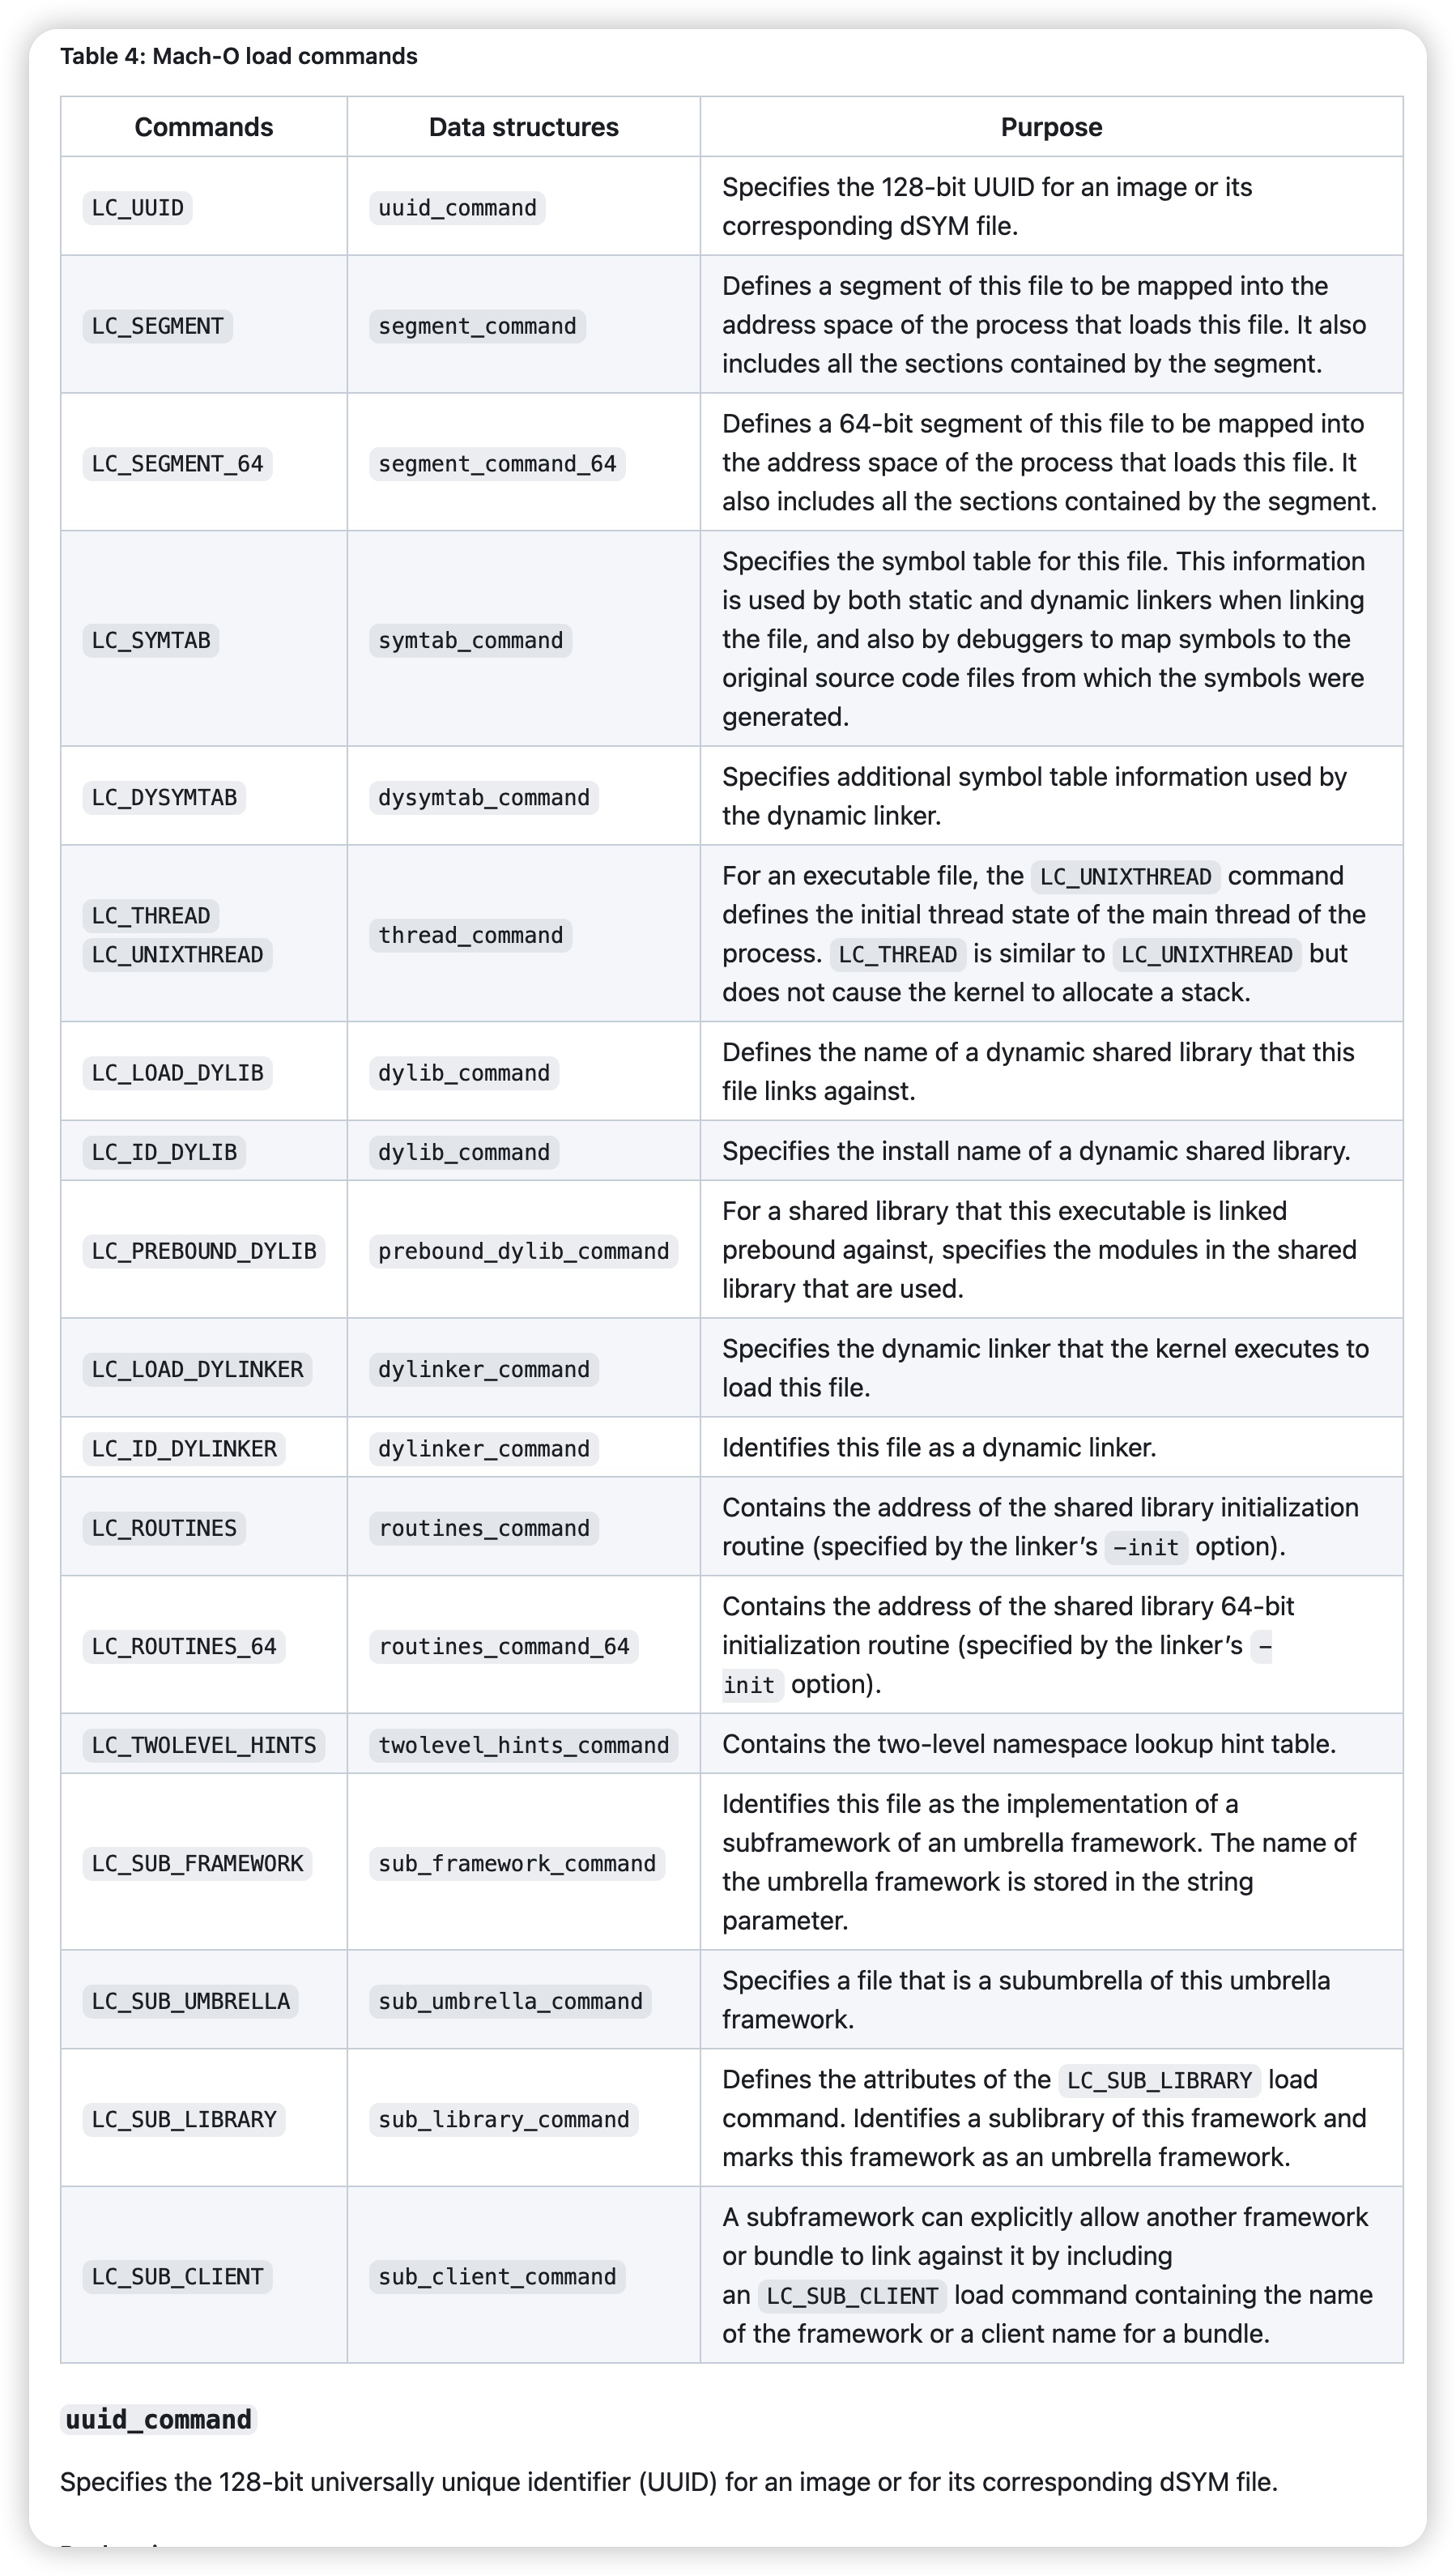 Table 4: Mach-O load commands
Commands Data structures Purpose
LC_UUID uuid_command Specifies the 128-bit UUID for an image or its
corresponding dSYM file.
LC_SEGMENT segment_command Defines a segment of this file to be mapped into the
address space of the process that loads this file. It also
includes all the sections contained by the segment.
LC_SEGMENT_64 segment_command_64 Defines a 64-bit segment of this file to be mapped into
the address space of the process that loads this file. It
also includes all the sections contained by the segment.
LC_SYMTAB symtab_command Specifies the symbol table for this file. This information
is used by both static and dynamic linkers when linking
the file, and also by debuggers to map symbols to the
original source code files from which the symbols were
generated.
LC_DYSYMTAB dysymtab_command Specifies additional symbol table information used by
the dynamic linker.
LC_THREAD
LC_UNIXTHREAD thread_command For an executable file, the LC_UNIXTHREAD command
defines the initial thread state of the main thread of the
process. LC_THREAD is similar to LC_UNIXTHREAD but
does not cause the kernel to allocate a stack.
LC_LOAD_DYLIB dylib_command Defines the name of a dynamic shared library that this
file links against.
LC_ID_DYLIB dylib_command Specifies the install name of a dynamic shared library.
LC_PREBOUND_DYLIB prebound_dylib_command For a shared library that this executable is linked
prebound against, specifies the modules in the shared
library that are used.
LC_LOAD_DYLINKER dylinker_command Specifies the dynamic linker that the kernel executes to
load this file.
LC_ID_DYLINKER dylinker_command Identifies this file as a dynamic linker.
LC_ROUTINES routines_command Contains the address of the shared library initialization
routine (specified by the linker’s –init option).
LC_ROUTINES_64 routines_command_64 Contains the address of the shared library 64-bit
initialization routine (specified by the linker’s –
init option).
LC_TWOLEVEL_HINTS twolevel_hints_command Contains the two-level namespace lookup hint table.
LC_SUB_FRAMEWORK sub_framework_command Identifies this file as the implementation of a
subframework of an umbrella framework. The name of
the umbrella framework is stored in the string
parameter.
LC_SUB_UMBRELLA sub_umbrella_command Specifies a file that is a subumbrella of this umbrella
framework.
LC_SUB_LIBRARY sub_library_command Defines the attributes of the LC_SUB_LIBRARY load
command. Identifies a sublibrary of this framework and
marks this framework as an umbrella framework.
LC_SUB_CLIENT sub_client_command A subframework can explicitly allow another framework
or bundle to link against it by including
an LC_SUB_CLIENT load command containing the name
of the framework or a client name for a bundle.
uuid_command
Specifies the 128-bit universally unique identifier (UUID) for an image or for its corresponding dSYM file.